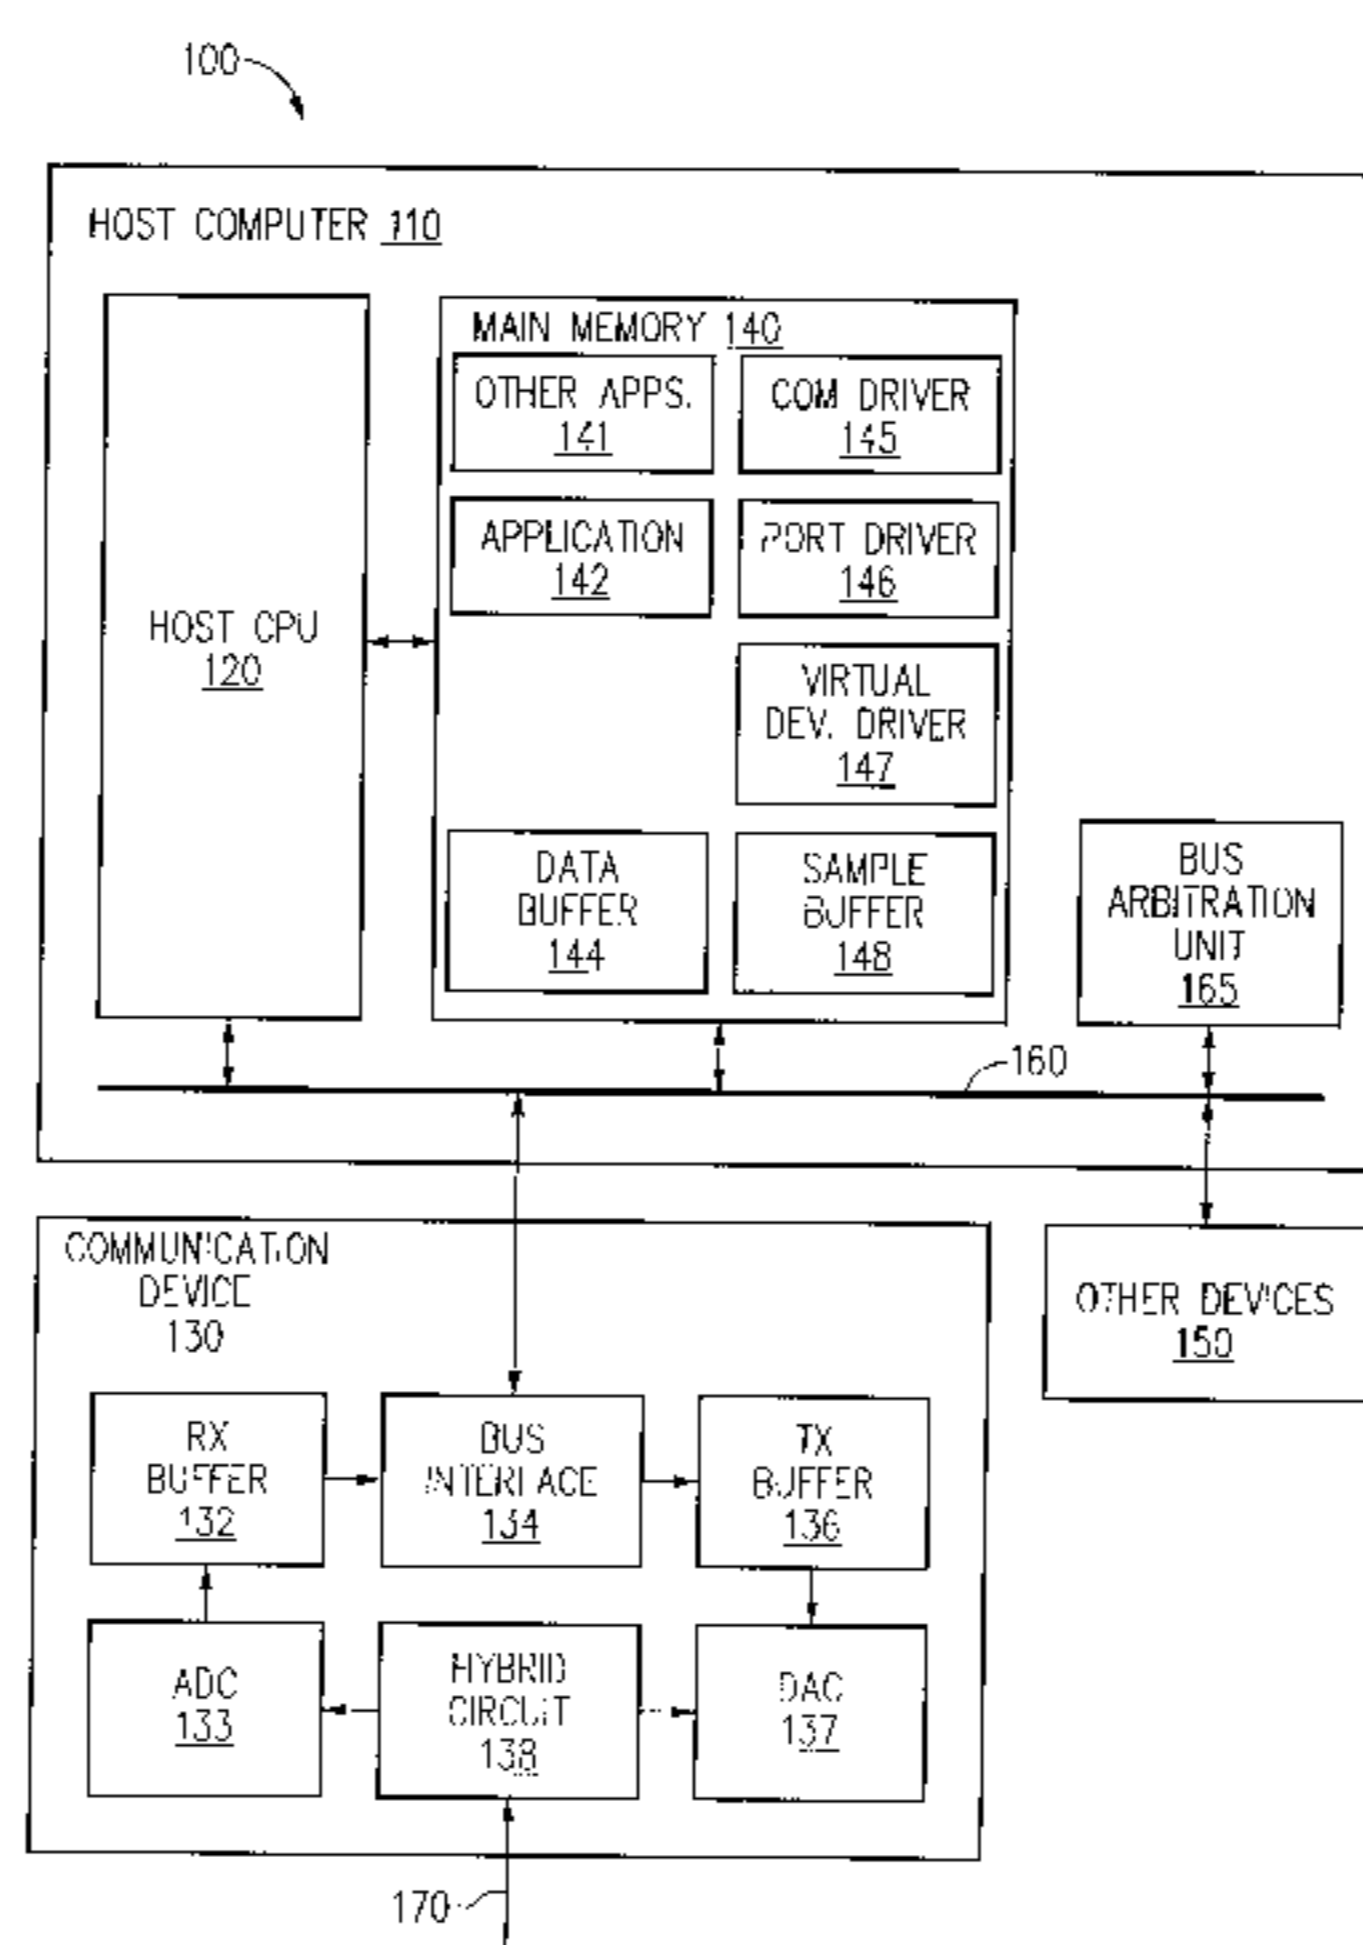 100
HOST COMPUTER 110
HOST CPU
120
MAIN MEMORY 140
OTHER APPS.
141
COM DRIVER
145
APPLICATION
142
PORT DRIVER
146
VIRTUAL
DEV. DRIVER
147
DATA
BUFFER
144
SAMPLE
BUFFER
148
BUS
ARBITRATION
UNIT
165
160
COMMUNICATION
DEVICE
130
OTHER DEVICES
150
RX
BUFFER
132
BUS
INTERFACE
134
TX
BUFFER
136
ADC
133
HYBRID
CIRCUIT
138
DAC
137
170